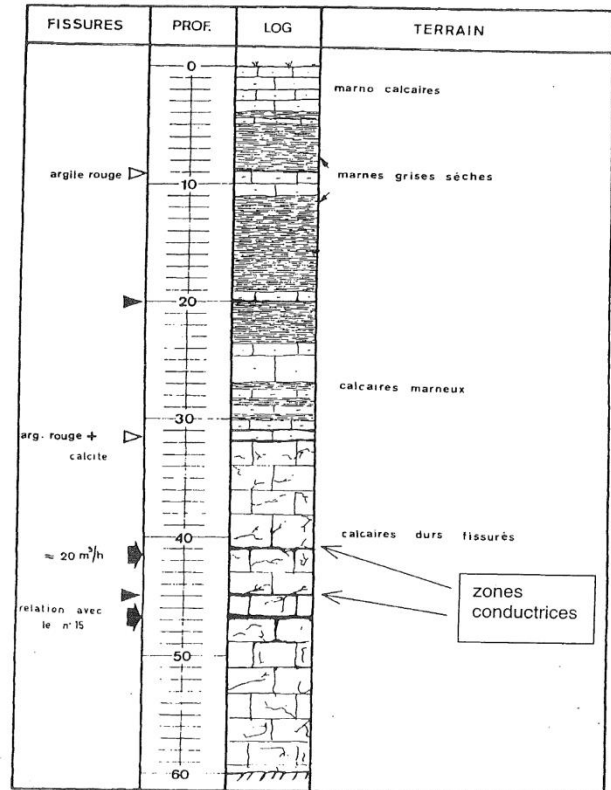 FISSURES
PROF.
LOG
TERRAIN
0
marno calcaires
argile rouge
10
marnes grises sèches
20
calcaires marneux
30
arg. rouge +
calcite
40
calcaires durs fissurés
≈ 20 m³/h
zones
conductrices
relation avec
le n° 15
50
60